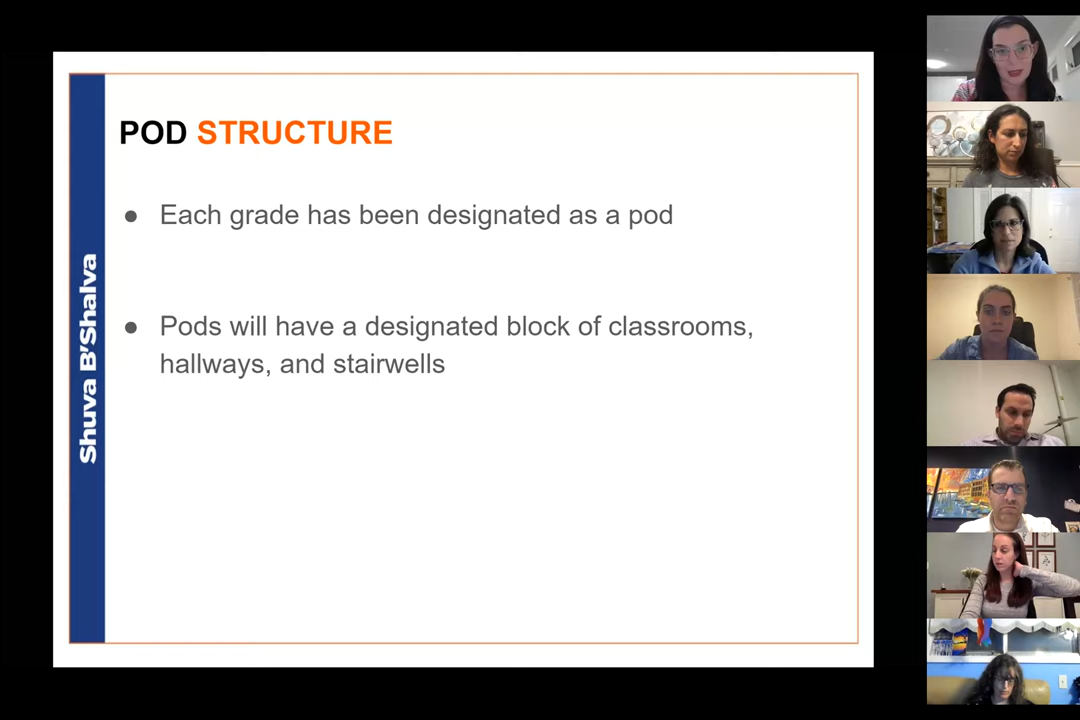 POD STRUCTURE
● Each grade has been designated as a pod
● Pods will have a designated block of classrooms,
hallways, and stairwells
Shuva B'Shalva